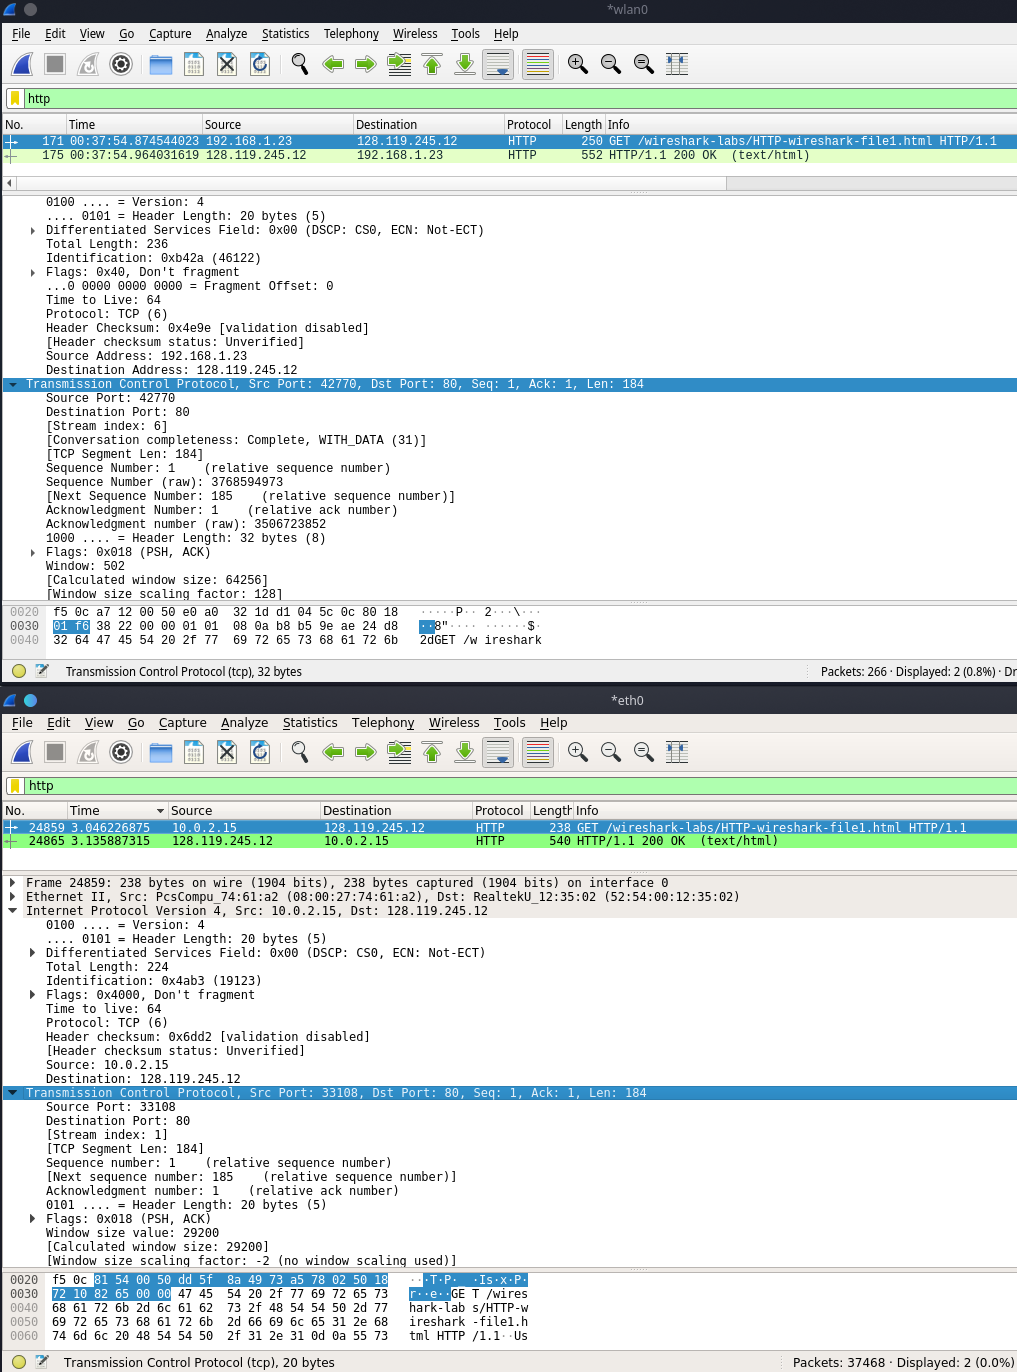 *wlan0
File Edit View Go Capture Analyze Statistics Telephony Wireless Tools Help
http
No. Time Source Destination Protocol Length Info
171 00:37:54.874544023 192.168.1.23 128.119.245.12 HTTP 250 GET /wireshark-labs/HTTP-wireshark-file1.html HTTP/1.1
175 00:37:54.964031619 128.119.245.12 192.168.1.23 HTTP 552 HTTP/1.1 200 OK (text/html)
0100 .... = Version: 4
.... 0101 = Header Length: 20 bytes (5)
Differentiated Services Field: 0x00 (DSCP: CS0, ECN: Not-ECT)
Total Length: 236
Identification: 0xb42a (46122)
Flags: 0x40, Don't fragment
...0 0000 0000 0000 = Fragment Offset: 0
Time to Live: 64
Protocol: TCP (6)
Header Checksum: 0x4e9e [validation disabled]
[Header checksum status: Unverified]
Source Address: 192.168.1.23
Destination Address: 128.119.245.12
Transmission Control Protocol, Src Port: 42770, Dst Port: 80, Seq: 1, Ack: 1, Len: 184
Source Port: 42770
Destination Port: 80
[Stream index: 6]
[Conversation completeness: Complete, WITH_DATA (31)]
[TCP Segment Len: 184]
Sequence Number: 1 (relative sequence number)
Sequence Number (raw): 3768594973
[Next Sequence Number: 185 (relative sequence number)]
Acknowledgment Number: 1 (relative ack number)
Acknowledgment number (raw): 3506723852
1000 .... = Header Length: 32 bytes (8)
Flags: 0x018 (PSH, ACK)
Window: 502
[Calculated window size: 64256]
[Window size scaling factor: 128]
0020 f5 0c a7 12 00 50 e0 a0 32 1d d1 04 5c 0c 80 18 ·····P·· 2···\···
0030 01 f6 38 22 00 00 01 01 08 0a b8 b5 9e ae 24 d8 ··8"···· ······$·
0040 32 64 47 45 54 20 2f 77 69 72 65 73 68 61 72 6b 2dGET /w ireshark
Transmission Control Protocol (tcp), 32 bytes Packets: 266 · Displayed: 2 (0.8%) · Dr
*eth0
File Edit View Go Capture Analyze Statistics Telephony Wireless Tools Help
http
No. Time Source Destination Protocol Length Info
24859 3.046226875 10.0.2.15 128.119.245.12 HTTP 238 GET /wireshark-labs/HTTP-wireshark-file1.html HTTP/1.1
24865 3.135887315 128.119.245.12 10.0.2.15 HTTP 540 HTTP/1.1 200 OK (text/html)
Frame 24859: 238 bytes on wire (1904 bits), 238 bytes captured (1904 bits) on interface 0
Ethernet II, Src: PcsCompu_74:61:a2 (08:00:27:74:61:a2), Dst: RealtekU_12:35:02 (52:54:00:12:35:02)
Internet Protocol Version 4, Src: 10.0.2.15, Dst: 128.119.245.12
0100 .... = Version: 4
.... 0101 = Header Length: 20 bytes (5)
Differentiated Services Field: 0x00 (DSCP: CS0, ECN: Not-ECT)
Total Length: 224
Identification: 0x4ab3 (19123)
Flags: 0x4000, Don't fragment
Time to live: 64
Protocol: TCP (6)
Header checksum: 0x6dd2 [validation disabled]
[Header checksum status: Unverified]
Source: 10.0.2.15
Destination: 128.119.245.12
Transmission Control Protocol, Src Port: 33108, Dst Port: 80, Seq: 1, Ack: 1, Len: 184
Source Port: 33108
Destination Port: 80
[Stream index: 1]
[TCP Segment Len: 184]
Sequence number: 1 (relative sequence number)
[Next sequence number: 185 (relative sequence number)]
Acknowledgment number: 1 (relative ack number)
0101 .... = Header Length: 20 bytes (5)
Flags: 0x018 (PSH, ACK)
Window size value: 29200
[Calculated window size: 29200]
[Window size scaling factor: -2 (no window scaling used)]
0020 f5 0c 81 54 00 50 dd 5f 8a 49 73 a5 78 02 50 18 ···T·P·_ ·Is·x·P·
0030 72 10 82 65 00 00 47 45 54 20 2f 77 69 72 65 73 r··e··GE T /wires
0040 68 61 72 6b 2d 6c 61 62 73 2f 48 54 54 50 2d 77 hark-lab s/HTTP-w
0050 69 72 65 73 68 61 72 6b 2d 66 69 6c 65 31 2e 68 ireshark -file1.h
0060 74 6d 6c 20 48 54 54 50 2f 31 2e 31 0d 0a 55 73 tml HTTP /1.1··Us
Transmission Control Protocol (tcp), 20 bytes Packets: 37468 · Displayed: 2 (0.0%)